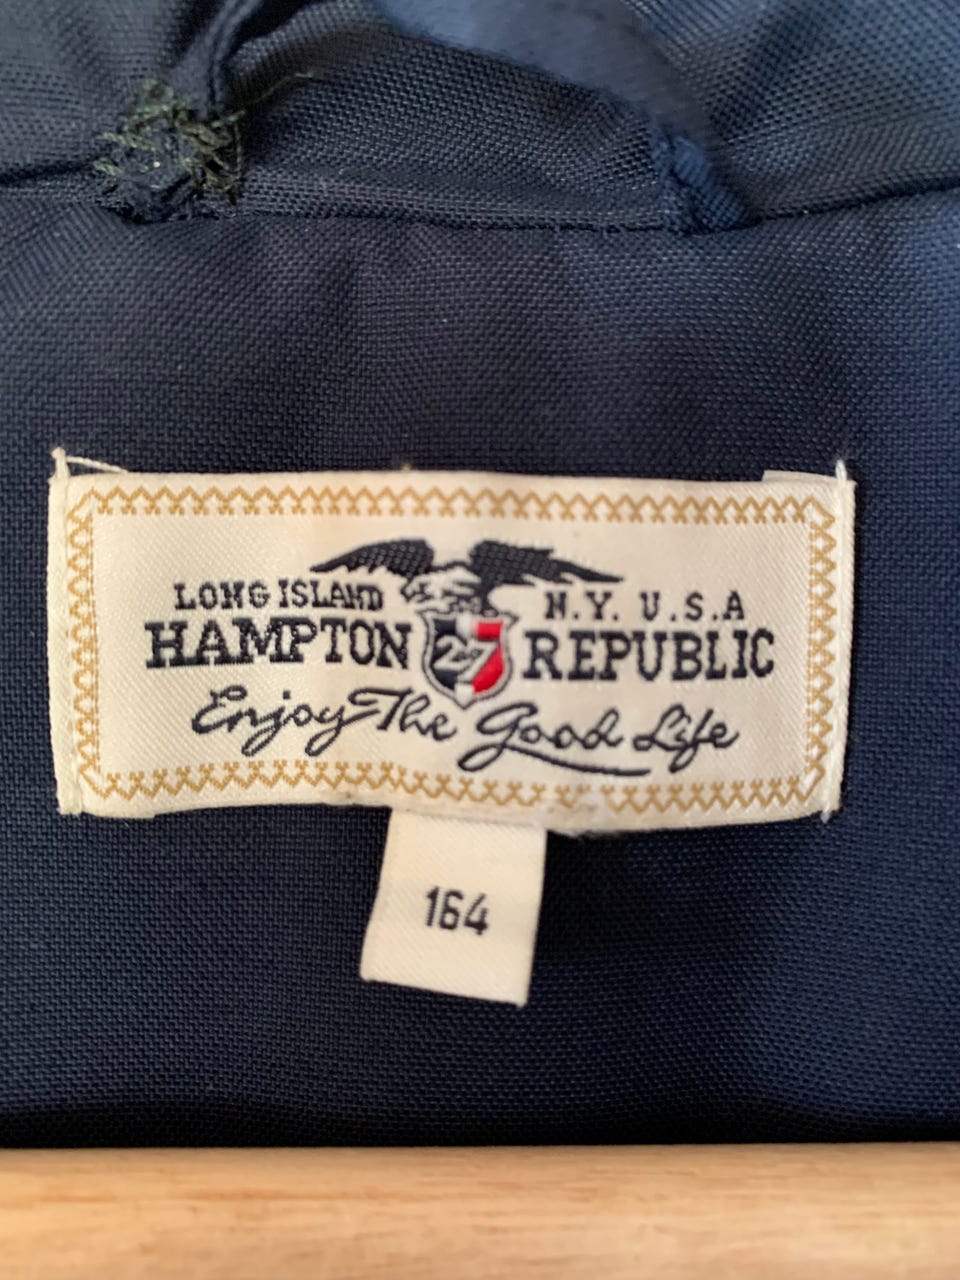 LONG ISLAND N.Y. U.S.A
HAMPTON 27 REPUBLIC
Enjoy The Good Life
164